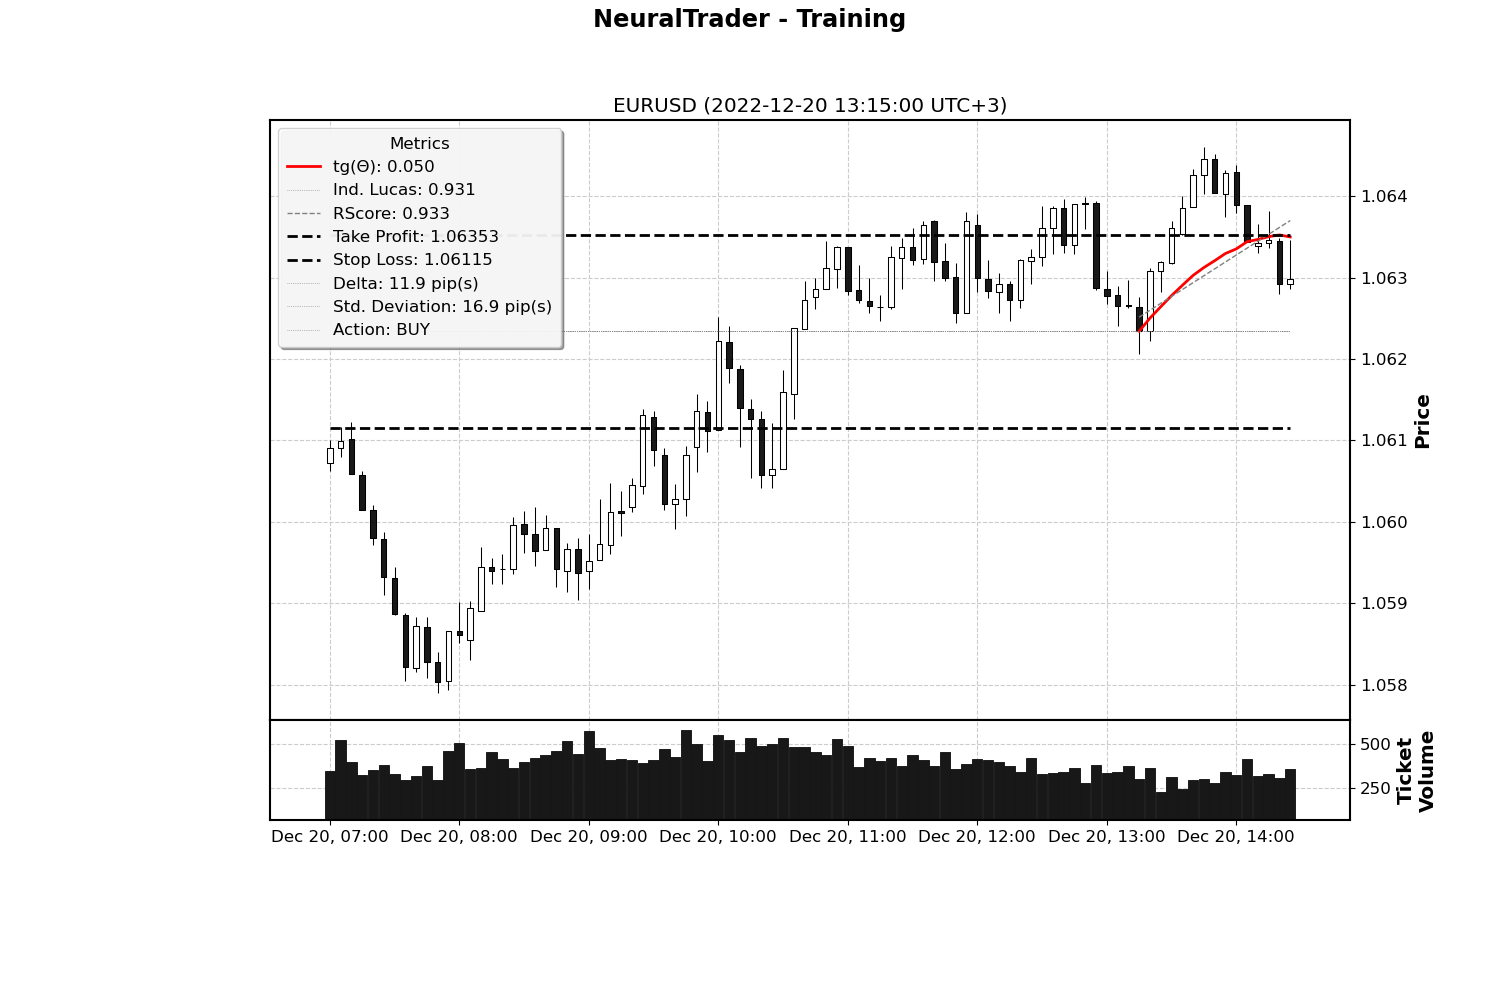 NeuralTrader - Training
EURUSD (2022-12-20 13:15:00 UTC+3)
Metrics
tg(Θ): 0.050
Ind. Lucas: 0.931
RScore: 0.933
Take Profit: 1.06353
Stop Loss: 1.06115
Delta: 11.9 pip(s)
Std. Deviation: 16.9 pip(s)
Action: BUY
1.064
1.063
1.062
1.061
1.060
1.059
1.058
Price
500
250
Ticket
Volume
Dec 20, 07:00 Dec 20, 08:00 Dec 20, 09:00 Dec 20, 10:00 Dec 20, 11:00 Dec 20, 12:00 Dec 20, 13:00 Dec 20, 14:00